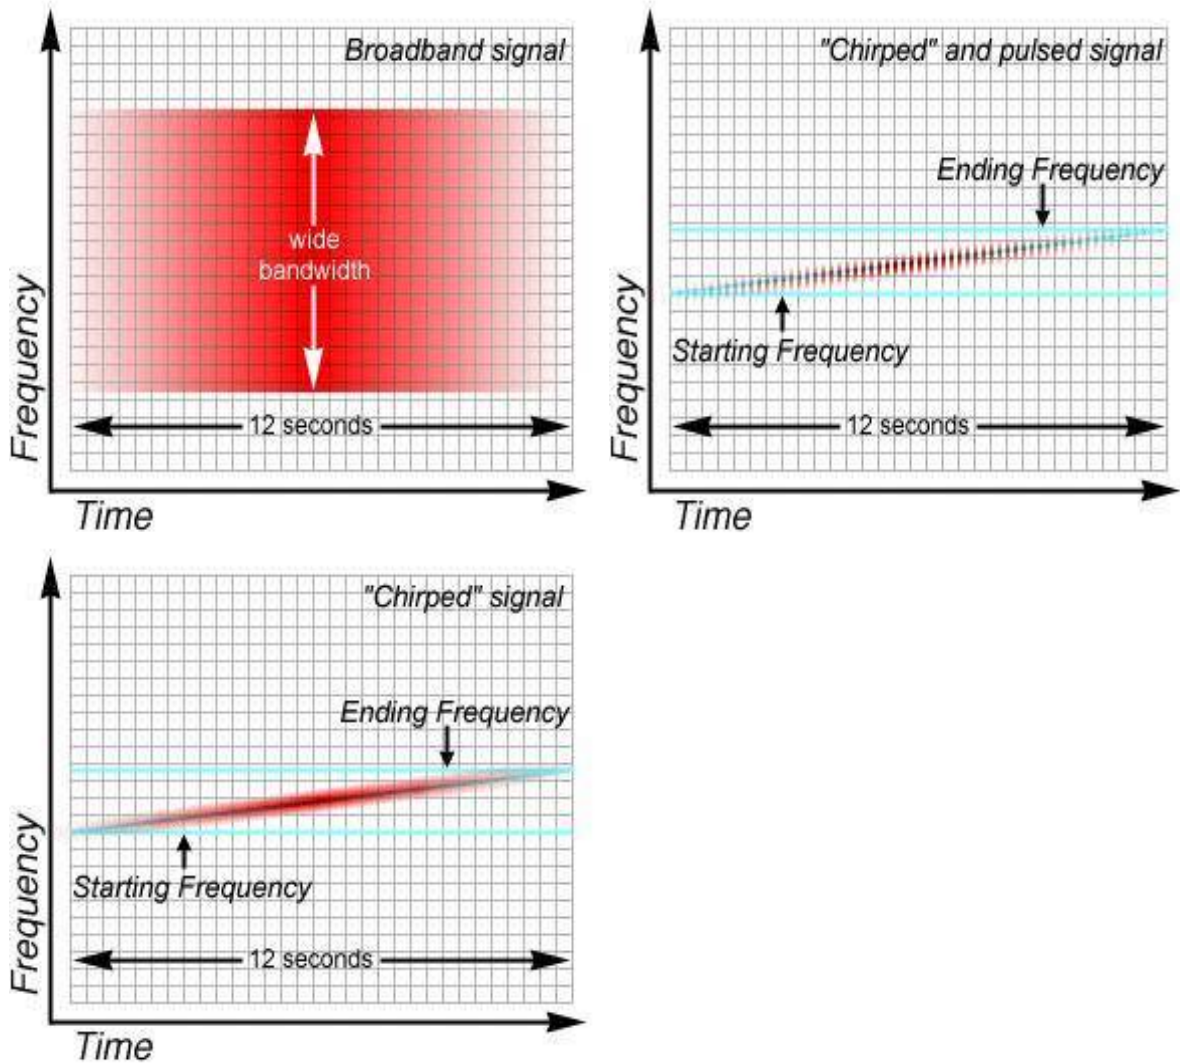 Broadband signal
wide
bandwidth
12 seconds
Frequency
Time
"Chirped" and pulsed signal
Ending Frequency
Starting Frequency
12 seconds
Frequency
Time
"Chirped" signal
Ending Frequency
Starting Frequency
12 seconds
Frequency
Time